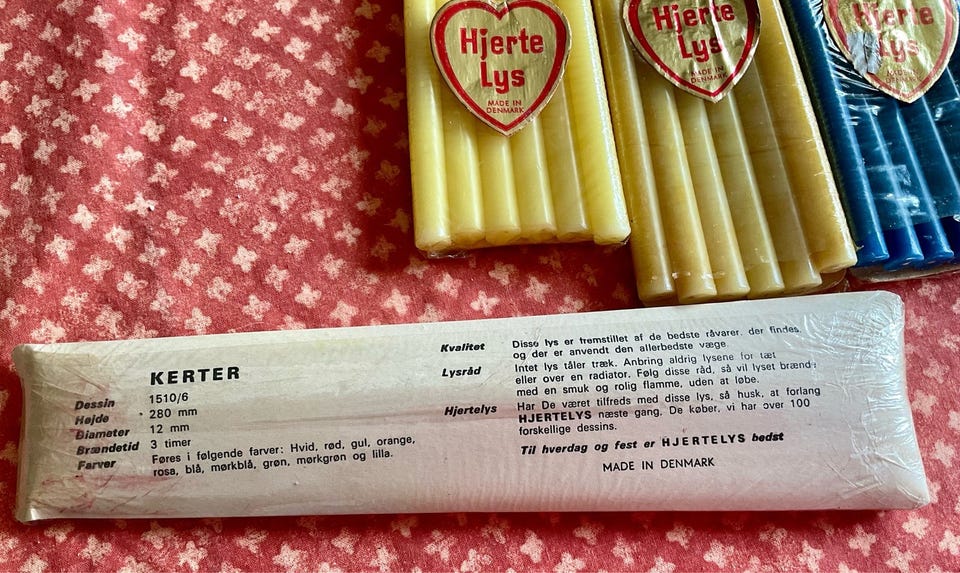 Hjerte
Lys
MADE IN
DENMARK
Hjerte
Lys
MADE IN
DENMARK
Hjerte
Lys
MADE IN
DENMARK
KERTER
Dessin 1510/6
Højde 280 mm
Diameter 12 mm
Brændetid 3 timer
Farver Føres i følgende farver: Hvid, rød, gul, orange,
rosa, blå, mørkblå, grøn, mørkgrøn og lilla.
Kvalitet Disse lys er fremstillet af de bedste råvarer, der findes,
og der er anvendt den allerbedste væge.
Lysråd Intet lys tåler træk. Anbring aldrig lysene for tæt
eller over en radiator. Følg disse råd, så vil lyset brænde
med en smuk og rolig flamme, uden at løbe.
Hjertelys Har De været tilfreds med disse lys, så husk, at forlang
HJERTELYS næste gang. De køber, vi har over 100
forskellige dessins.
Til hverdag og fest er HJERTELYS bedst
MADE IN DENMARK